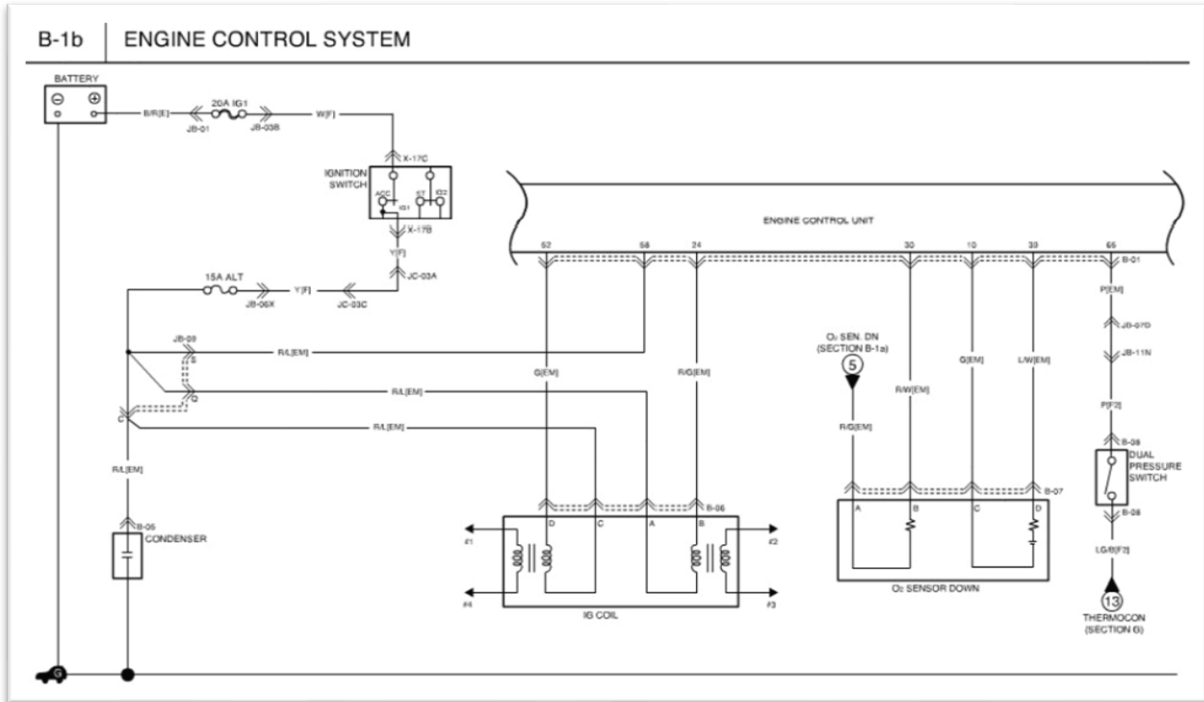 B-1b ENGINE CONTROL SYSTEM
BATTERY
20A IG1
B/R[E]
W[F]
JB-01
JB-03B
X-17C
IGNITION
SWITCH
ACC
IG1
ST
IG2
X-17B
Y[F]
JC-03A
15A ALT
JB-06X
Y[F]
JC-03C
ENGINE CONTROL UNIT
52
58
24
30
10
39
65
B-01
P[EM]
JB-07D
JB-11N
P[F2]
B-08
DUAL
PRESSURE
SWITCH
B-08
LG/B[F2]
13
THERMOCON
(SECTION G)
JB-09
S
R/L[EM]
Q
R/L[EM]
C
R/L[EM]
R/L[EM]
G[EM]
R/G[EM]
O₂ SEN. DN
(SECTION B-1a)
5
R/G[EM]
R/W[EM]
G[EM]
L/W[EM]
B-05
CONDENSER
B-06
D C A B
#1
#4
#2
#3
IG COIL
B-07
A B C D
O₂ SENSOR DOWN
G